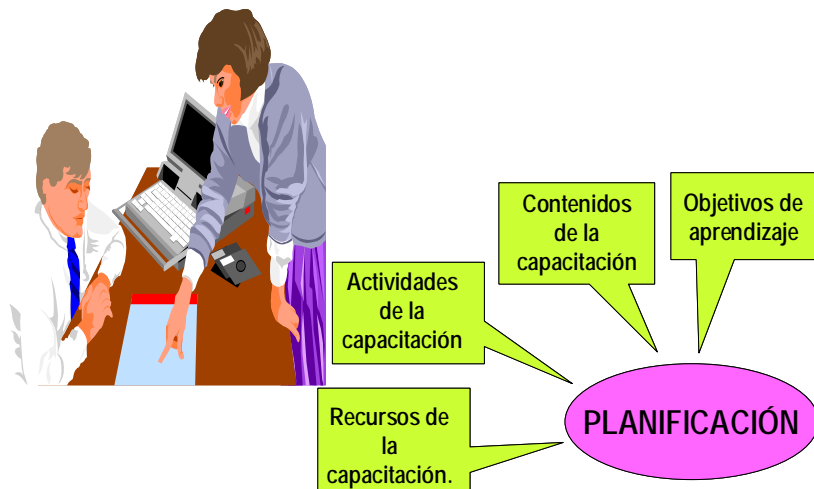 Contenidos
de la
capacitación
Objetivos de
aprendizaje
Actividades
de la
capacitación
Recursos de
la
capacitación.
PLANIFICACIÓN